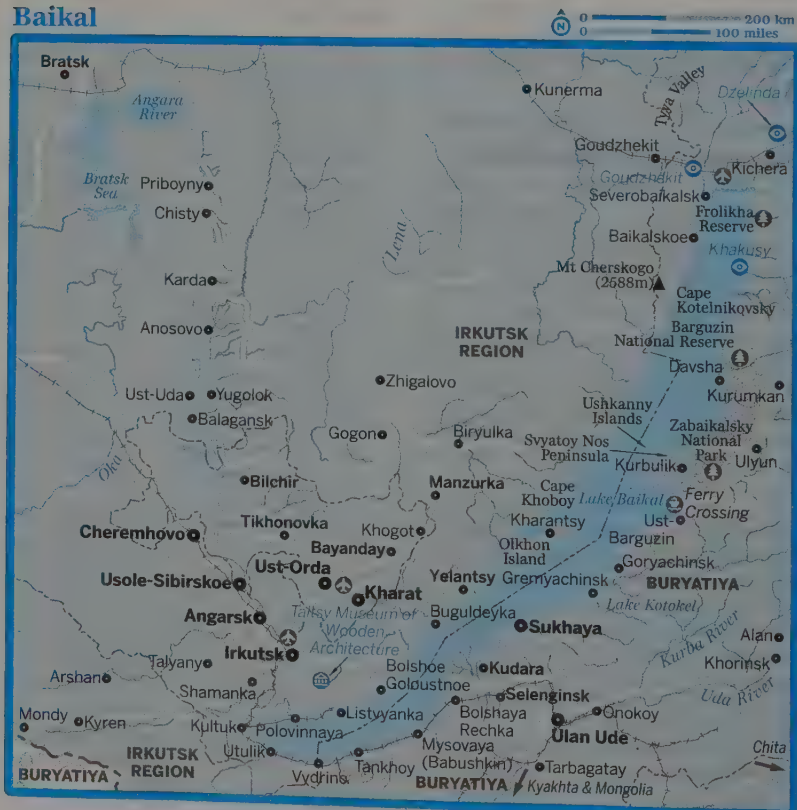 Baikal
N
0 200 km
0 100 miles
Bratsk
Angara
River
Kunerma
Tyya Valley
Dzelinda
Goudzhekit
Goudzhekit
Kichera
Bratsk
Sea
Priboyny
Chisty
Severobaikalsk
Frolikha
Reserve
Baikalskoe
Khakusy
Lena
Karda
Mt Cherskogo
(2588m)
Cape
Kotelnikovsky
Anosovo
IRKUTSK
REGION
Barguzin
National Reserve
Davsha
Kurumkan
Zhigalovo
Ust-Uda
Yugolok
Balagansk
Ushkanny
Islands
Gogon
Biryulka
Svyatoy Nos
Peninsula
Zabaikalsky
National
Park
Ulyun
Kurbulik
Oka
Bilchir
Manzurka
Cape
Khoboy
Lake Baikal
Ferry
Crossing
Cheremhovo
Tikhonovka
Khogot
Kharantsy
Olkhon
Island
Ust-
Barguzin
Bayanday
Ust-Orda
Goryachinsk
Usole-Sibirskoe
Kharat
Yelantsy
Gremyachinsk
BURYATIYA
Lake Kotokel
Angarsk
Taltsy Museum of
Wooden
Architecture
Buguldeyka
Sukhaya
Kurba River
Alan
Irkutsk
Talyany
Bolshoe
Goloustnoe
Kudara
Khorinsk
Arshan
Shamanka
Selenginsk
Uda River
Mondy
Kyren
Kultuk
Polovinnaya
Listvyanka
Bolshaya
Rechka
Onokoy
Ulan Ude
Utulik
Mysovaya
(Babushkin)
Chita
IRKUTSK
REGION
Vydrino
Tankhoy
Tarbagatay
BURYATIYA
BURYATIYA
Kyakhta & Mongolia